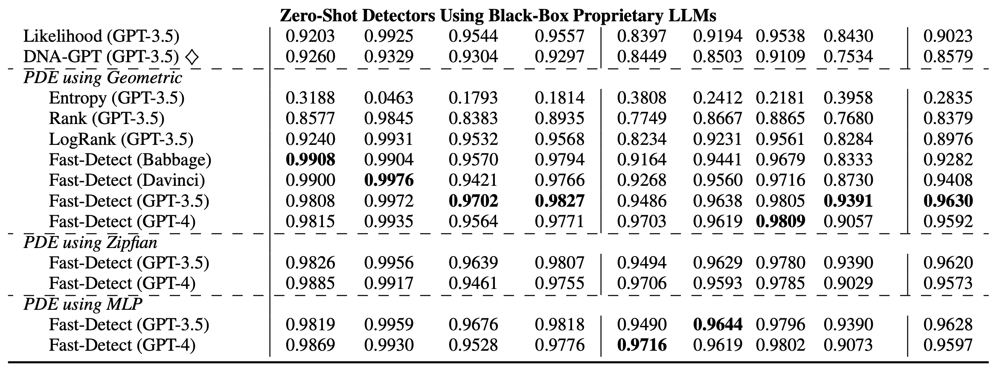 Zero-Shot Detectors Using Black-Box Proprietary LLMs
Likelihood (GPT-3.5) 0.9203 0.9925 0.9544 0.9557 0.8397 0.9194 0.9538 0.8430 0.9023
DNA-GPT (GPT-3.5) ♢ 0.9260 0.9329 0.9304 0.9297 0.8449 0.8503 0.9109 0.7534 0.8579
PDE using Geometric
Entropy (GPT-3.5) 0.3188 0.0463 0.1793 0.1814 0.3808 0.2412 0.2181 0.3958 0.2835
Rank (GPT-3.5) 0.8577 0.9845 0.8383 0.8935 0.7749 0.8667 0.8865 0.7680 0.8379
LogRank (GPT-3.5) 0.9240 0.9931 0.9532 0.9568 0.8234 0.9231 0.9561 0.8284 0.8976
Fast-Detect (Babbage) 0.9908 0.9904 0.9570 0.9794 0.9164 0.9441 0.9679 0.8333 0.9282
Fast-Detect (Davinci) 0.9900 0.9976 0.9421 0.9766 0.9268 0.9560 0.9716 0.8730 0.9408
Fast-Detect (GPT-3.5) 0.9808 0.9972 0.9702 0.9827 0.9486 0.9638 0.9805 0.9391 0.9630
Fast-Detect (GPT-4) 0.9815 0.9935 0.9564 0.9771 0.9703 0.9619 0.9809 0.9057 0.9592
PDE using Zipfian
Fast-Detect (GPT-3.5) 0.9826 0.9956 0.9639 0.9807 0.9494 0.9629 0.9780 0.9390 0.9620
Fast-Detect (GPT-4) 0.9885 0.9917 0.9461 0.9755 0.9706 0.9593 0.9785 0.9029 0.9573
PDE using MLP
Fast-Detect (GPT-3.5) 0.9819 0.9959 0.9676 0.9818 0.9490 0.9644 0.9796 0.9390 0.9628
Fast-Detect (GPT-4) 0.9869 0.9930 0.9528 0.9776 0.9716 0.9619 0.9802 0.9073 0.9597